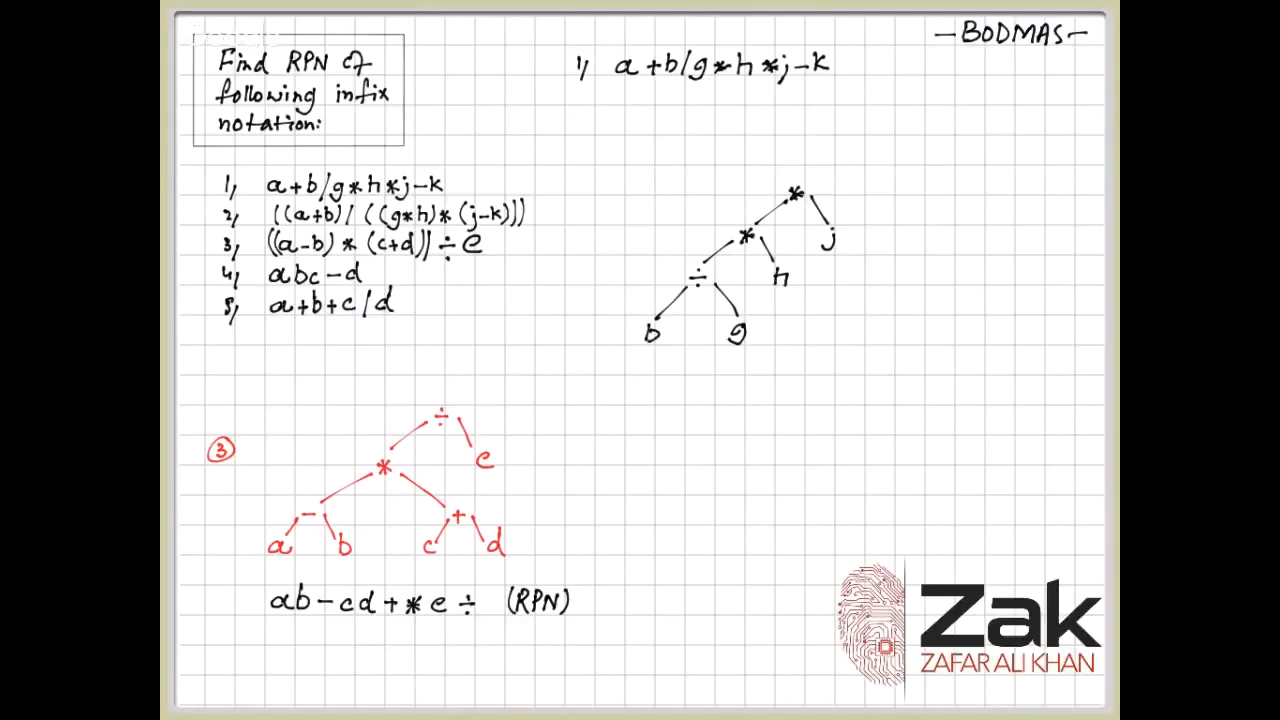 Find RPN of
following infix
notation:
1, a+b/g*h*j-k
2, ((a+b)/((g*h)*(j-k)))
3, ((a-b)*(c+d))÷e
4, abc-d
5, a+b+c/d
-BODMAS-
1, a+b/g*h*j-k
*
* j
÷ h
b g
3
÷
* e
- +
a b c d
ab-cd+*e÷ (RPN)
Zak
ZAFAR ALI KHAN